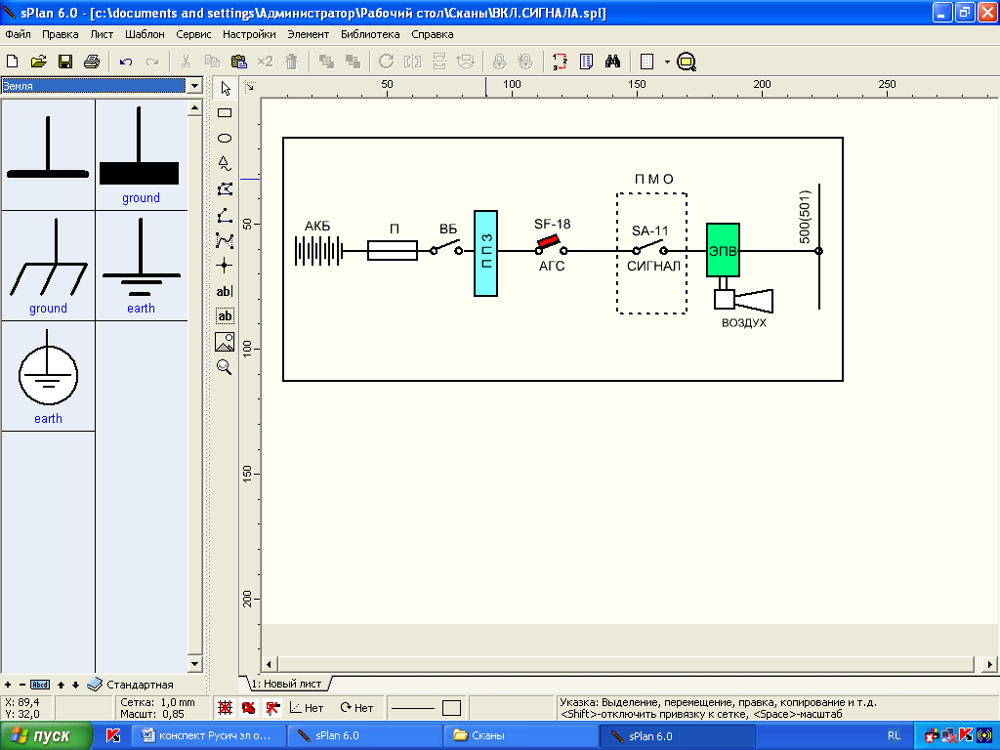 sPlan 6.0 - [c:\documents and settings\Администратор\Рабочий стол\Сканы\ВКЛ.СИГНАЛА.spl]
Файл Правка Лист Шаблон Сервис Настройки Элемент Библиотека Справка
×2
Земля
50 100 150 200 250
ground
ground
earth
earth
ab|
ab
50
100
150
200
П М О
500(501)
АКБ
П
ВБ
П П З
SF-18
АГС
SA-11
СИГНАЛ
ЭПВ
ВОЗДУХ
Abcd
Стандартная
1: Новый лист
X: 89,4
Y: 32,0
Сетка: 1,0 mm
Масшт: 0,85
Нет
Нет
Указка: Выделение, перемещение, правка, копирование и т.д.
<Shift>-отключить привязку к сетке, <Space>-масштаб
пуск
конспект Русич эл о...
sPlan 6.0
Сканы
sPlan 6.0
RL